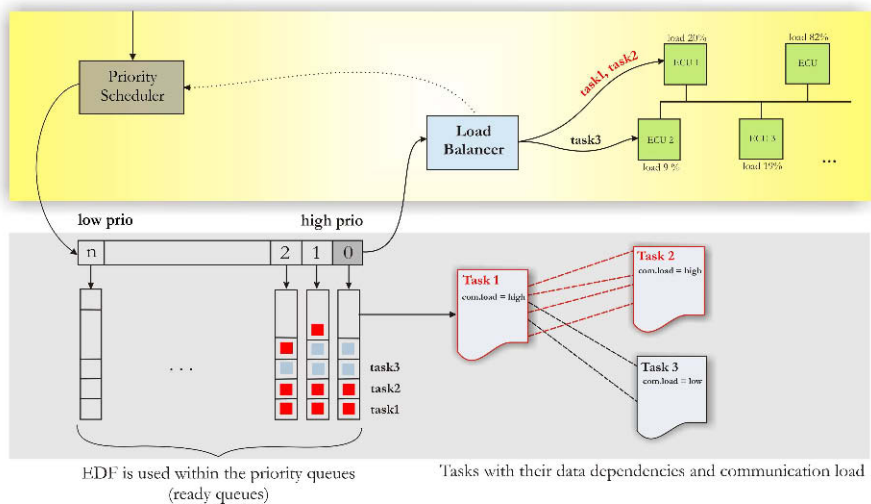 load 20%
load 82%
Priority
Scheduler
task1, task2
ECU 1
ECU
Load
Balancer
task3
ECU 2
ECU 3
load 9 %
load 19%
...
low prio
high prio
n
2
1
0
Task 1
com.load = high
Task 2
com.load = high
task3
task2
task1
. . .
Task 3
com.load = low
EDF is used within the priority queues
(ready queues)
Tasks with their data dependencies and communication load